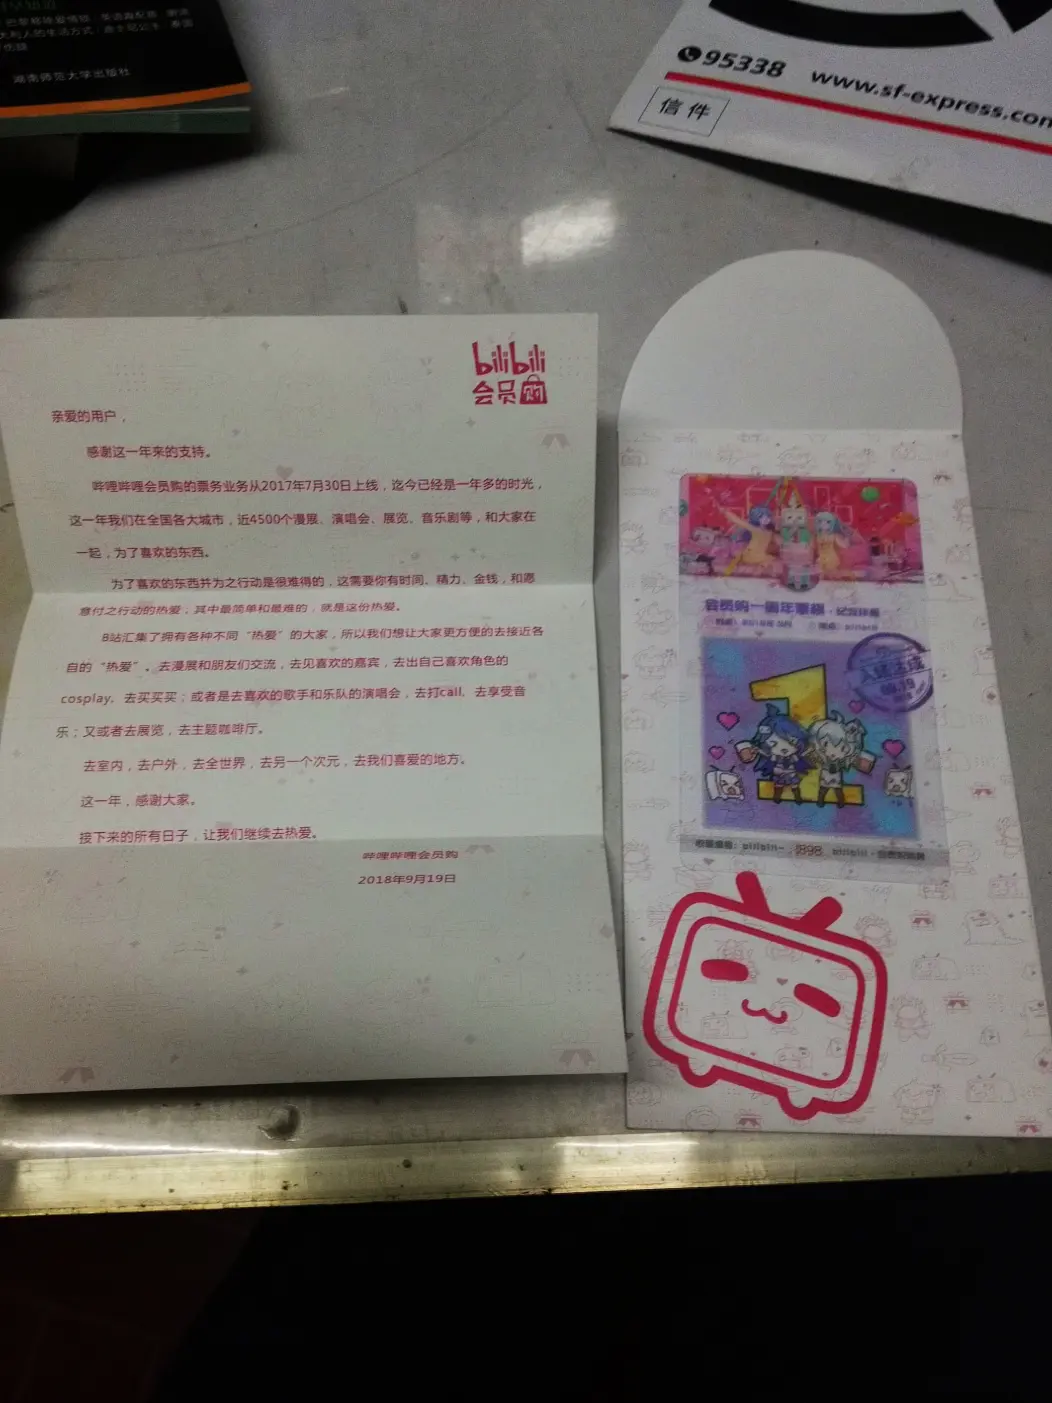 湖南师范大学出版社
95338 www.sf-express.com
信件
bilibili
会员购
亲爱的用户，
感谢这一年来的支持。
哔哩哔哩会员购的票务业务从2017年7月30日上线，迄今已经是一年多的时光，
这一年我们在全国各大城市，近4500个漫展、演唱会、展览、音乐剧等，和大家在
一起，为了喜欢的东西。
为了喜欢的东西并为之行动是很难得的，这需要你有时间、精力、金钱，和愿
意付之行动的热爱；其中最简单和最难的，就是这份热爱。
B站汇集了拥有各种不同“热爱”的大家，所以我们想让大家更方便的去接近各
自的“热爱”。去漫展和朋友们交流，去见喜欢的嘉宾，去出自己喜欢角色的
cosplay，去买买买；或者是去喜欢的歌手和乐队的演唱会，去打call，去享受音
乐；又或者去展览，去主题咖啡厅。
去室内，去户外，去全世界，去另一个次元，去我们喜爱的地方。
这一年，感谢大家。
接下来的所有日子，让我们继续去热爱。
哔哩哔哩会员购
2018年9月19日
会员购一周年票根
1